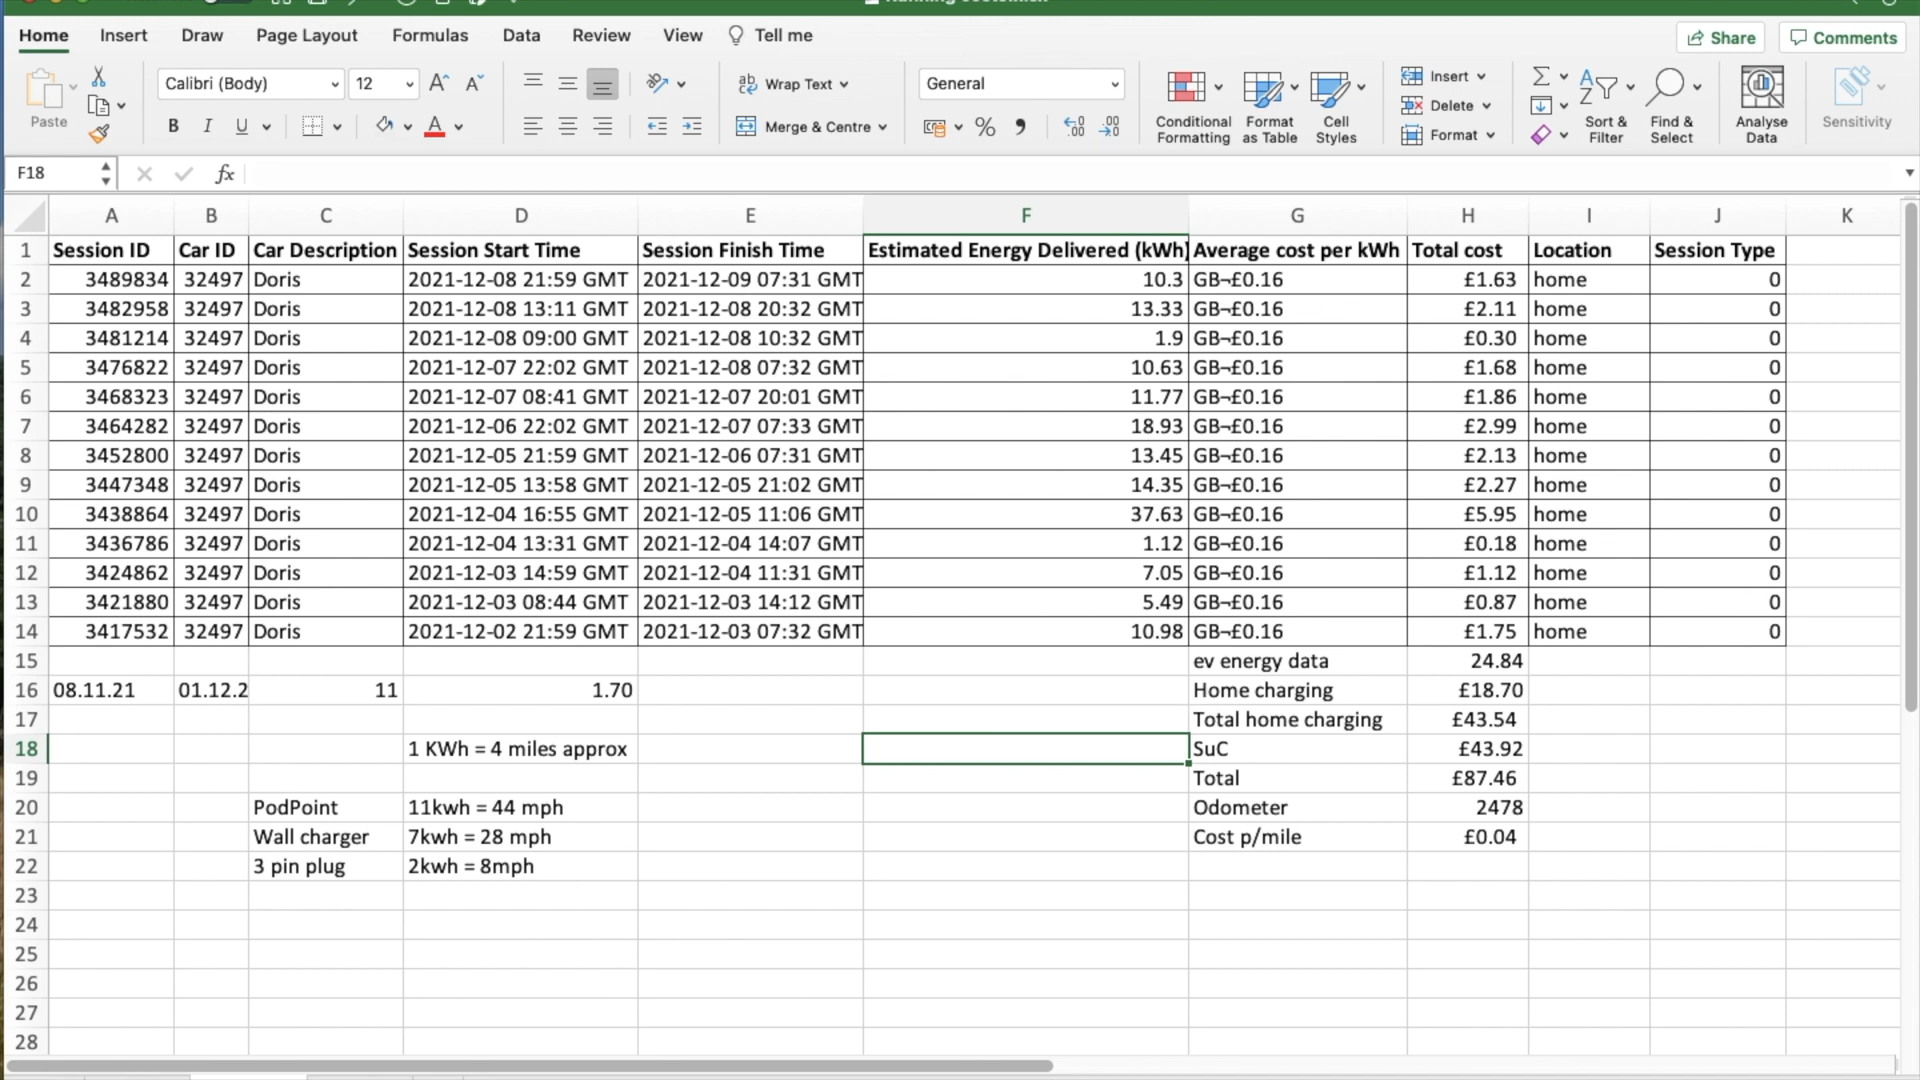 Home Insert Draw Page Layout Formulas Data Review View Tell me Share Comments
Paste Calibri (Body) 12 Wrap Text General Insert
B I U Merge & Centre % Conditional Formatting Format as Table Cell Styles Delete Format Sort & Filter Find & Select Analyse Data Sensitivity
F18 fx
A B C D E F G H I J K
1 Session ID Car ID Car Description Session Start Time Session Finish Time Estimated Energy Delivered (kWh) Average cost per kWh Total cost Location Session Type
2 3489834 32497 Doris 2021-12-08 21:59 GMT 2021-12-09 07:31 GMT 10.3 GB¬£0.16 £1.63 home 0
3 3482958 32497 Doris 2021-12-08 13:11 GMT 2021-12-08 20:32 GMT 13.33 GB¬£0.16 £2.11 home 0
4 3481214 32497 Doris 2021-12-08 09:00 GMT 2021-12-08 10:32 GMT 1.9 GB¬£0.16 £0.30 home 0
5 3476822 32497 Doris 2021-12-07 22:02 GMT 2021-12-08 07:32 GMT 10.63 GB¬£0.16 £1.68 home 0
6 3468323 32497 Doris 2021-12-07 08:41 GMT 2021-12-07 20:01 GMT 11.77 GB¬£0.16 £1.86 home 0
7 3464282 32497 Doris 2021-12-06 22:02 GMT 2021-12-07 07:33 GMT 18.93 GB¬£0.16 £2.99 home 0
8 3452800 32497 Doris 2021-12-05 21:59 GMT 2021-12-06 07:31 GMT 13.45 GB¬£0.16 £2.13 home 0
9 3447348 32497 Doris 2021-12-05 13:58 GMT 2021-12-05 21:02 GMT 14.35 GB¬£0.16 £2.27 home 0
10 3438864 32497 Doris 2021-12-04 16:55 GMT 2021-12-05 11:06 GMT 37.63 GB¬£0.16 £5.95 home 0
11 3436786 32497 Doris 2021-12-04 13:31 GMT 2021-12-04 14:07 GMT 1.12 GB¬£0.16 £0.18 home 0
12 3424862 32497 Doris 2021-12-03 14:59 GMT 2021-12-04 11:31 GMT 7.05 GB¬£0.16 £1.12 home 0
13 3421880 32497 Doris 2021-12-03 08:44 GMT 2021-12-03 14:12 GMT 5.49 GB¬£0.16 £0.87 home 0
14 3417532 32497 Doris 2021-12-02 21:59 GMT 2021-12-03 07:32 GMT 10.98 GB¬£0.16 £1.75 home 0
15 ev energy data 24.84
16 08.11.21 01.12.2 11 1.70 Home charging £18.70
17 Total home charging £43.54
18 1 KWh = 4 miles approx SuC £43.92
19 Total £87.46
20 PodPoint 11kwh = 44 mph Odometer 2478
21 Wall charger 7kwh = 28 mph Cost p/mile £0.04
22 3 pin plug 2kwh = 8mph
23
24
25
26
27
28